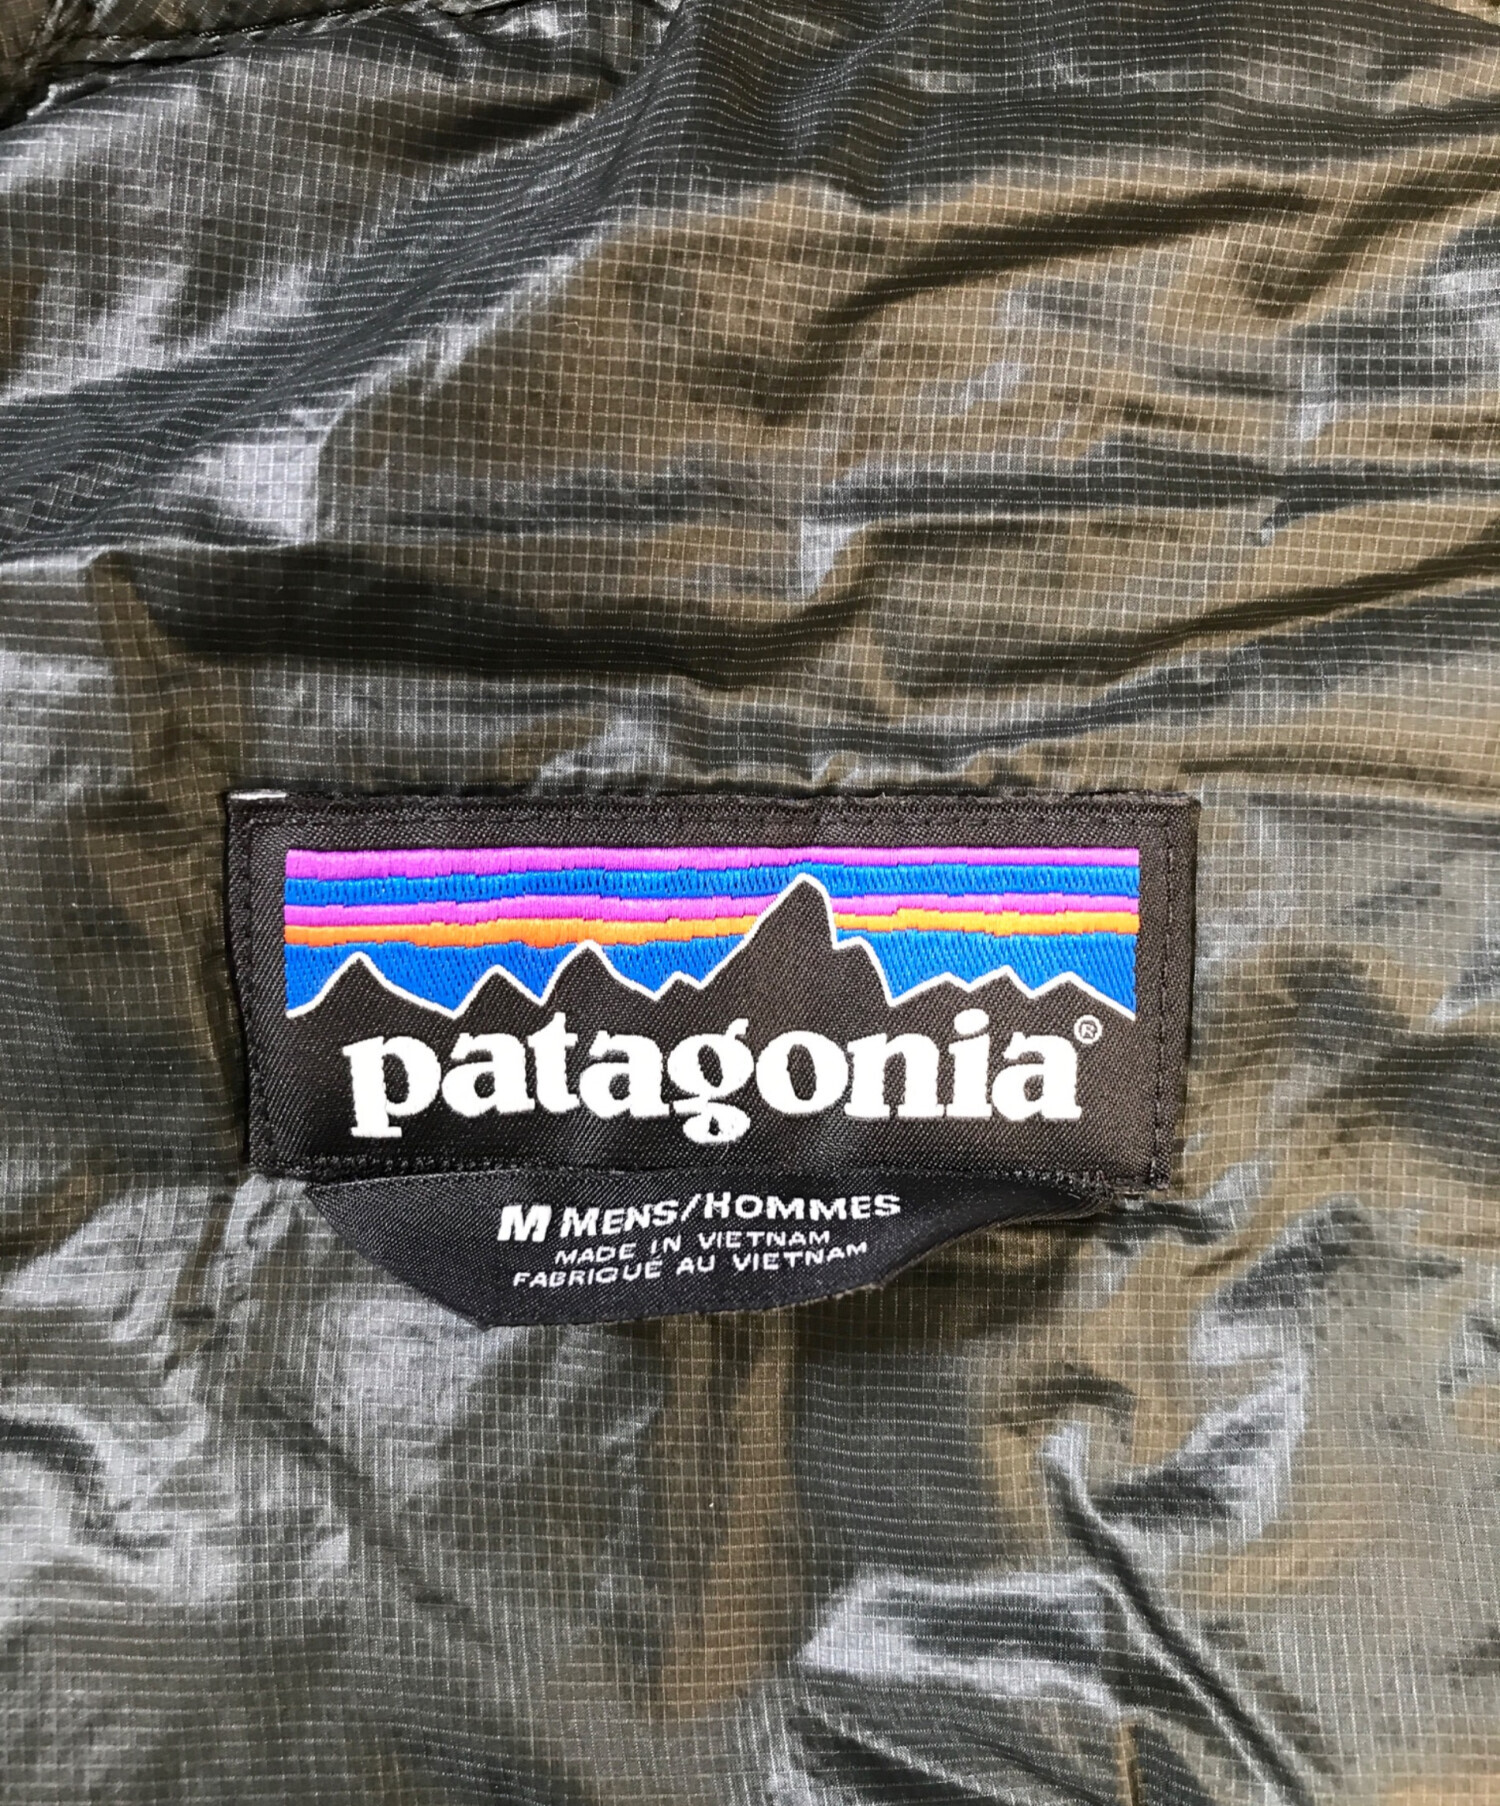 patagonia®
M MENS/HOMMES
MADE IN VIETNAM
FABRIQUE AU VIETNAM